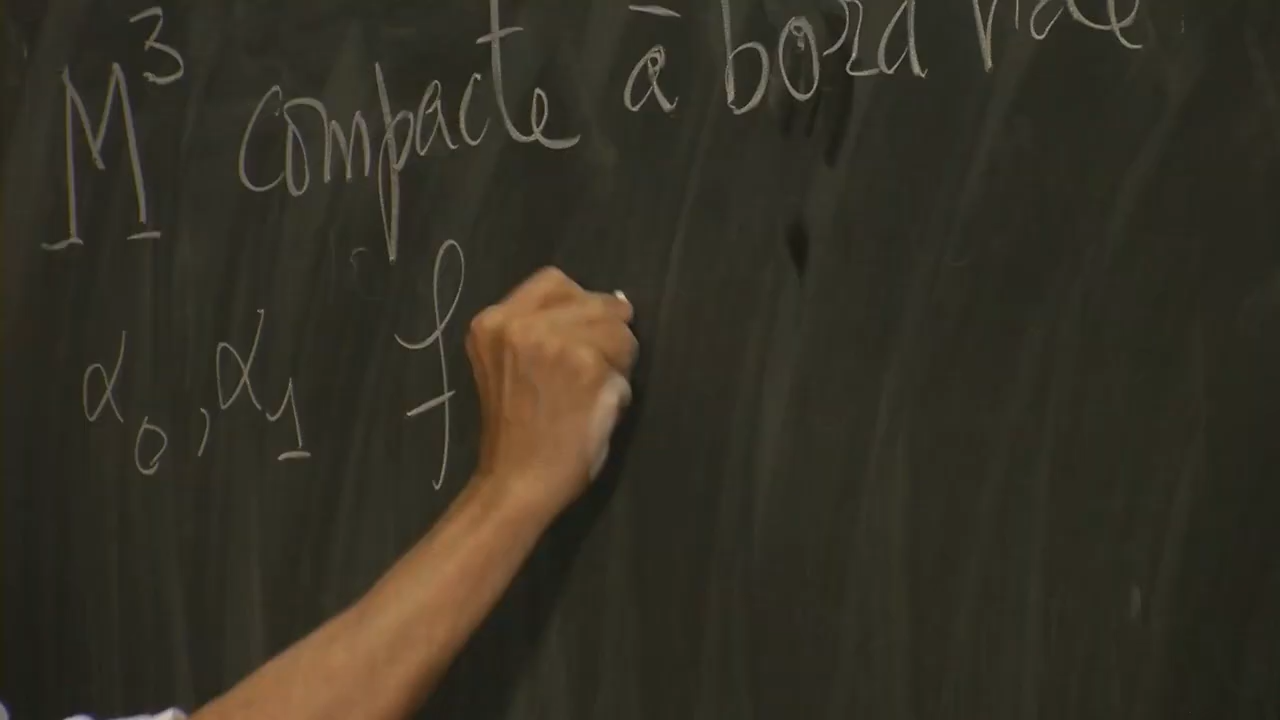 M³ compacte à bord vide
α₀, α₁ f